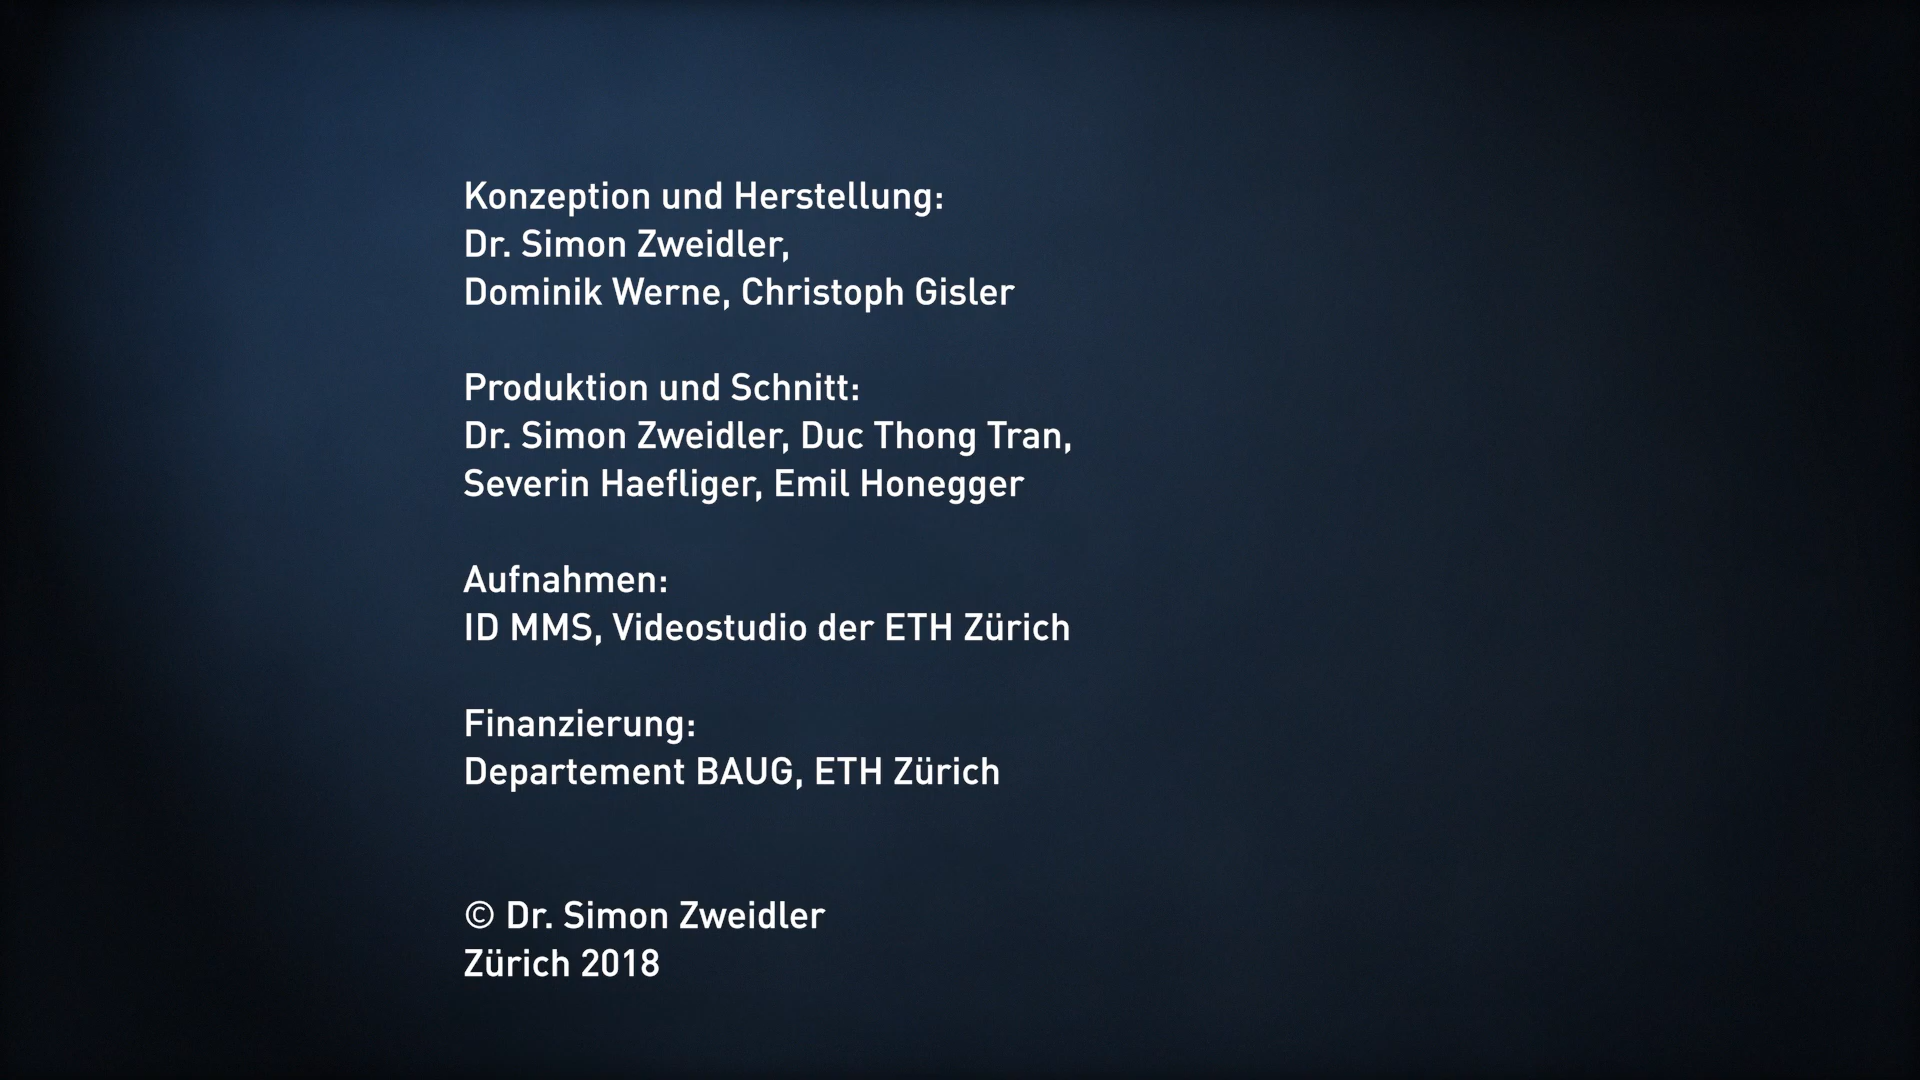 Konzeption und Herstellung:
Dr. Simon Zweidler,
Dominik Werne, Christoph Gisler
Produktion und Schnitt:
Dr. Simon Zweidler, Duc Thong Tran,
Severin Haefliger, Emil Honegger
Aufnahmen:
ID MMS, Videostudio der ETH Zürich
Finanzierung:
Departement BAUG, ETH Zürich
© Dr. Simon Zweidler
Zürich 2018